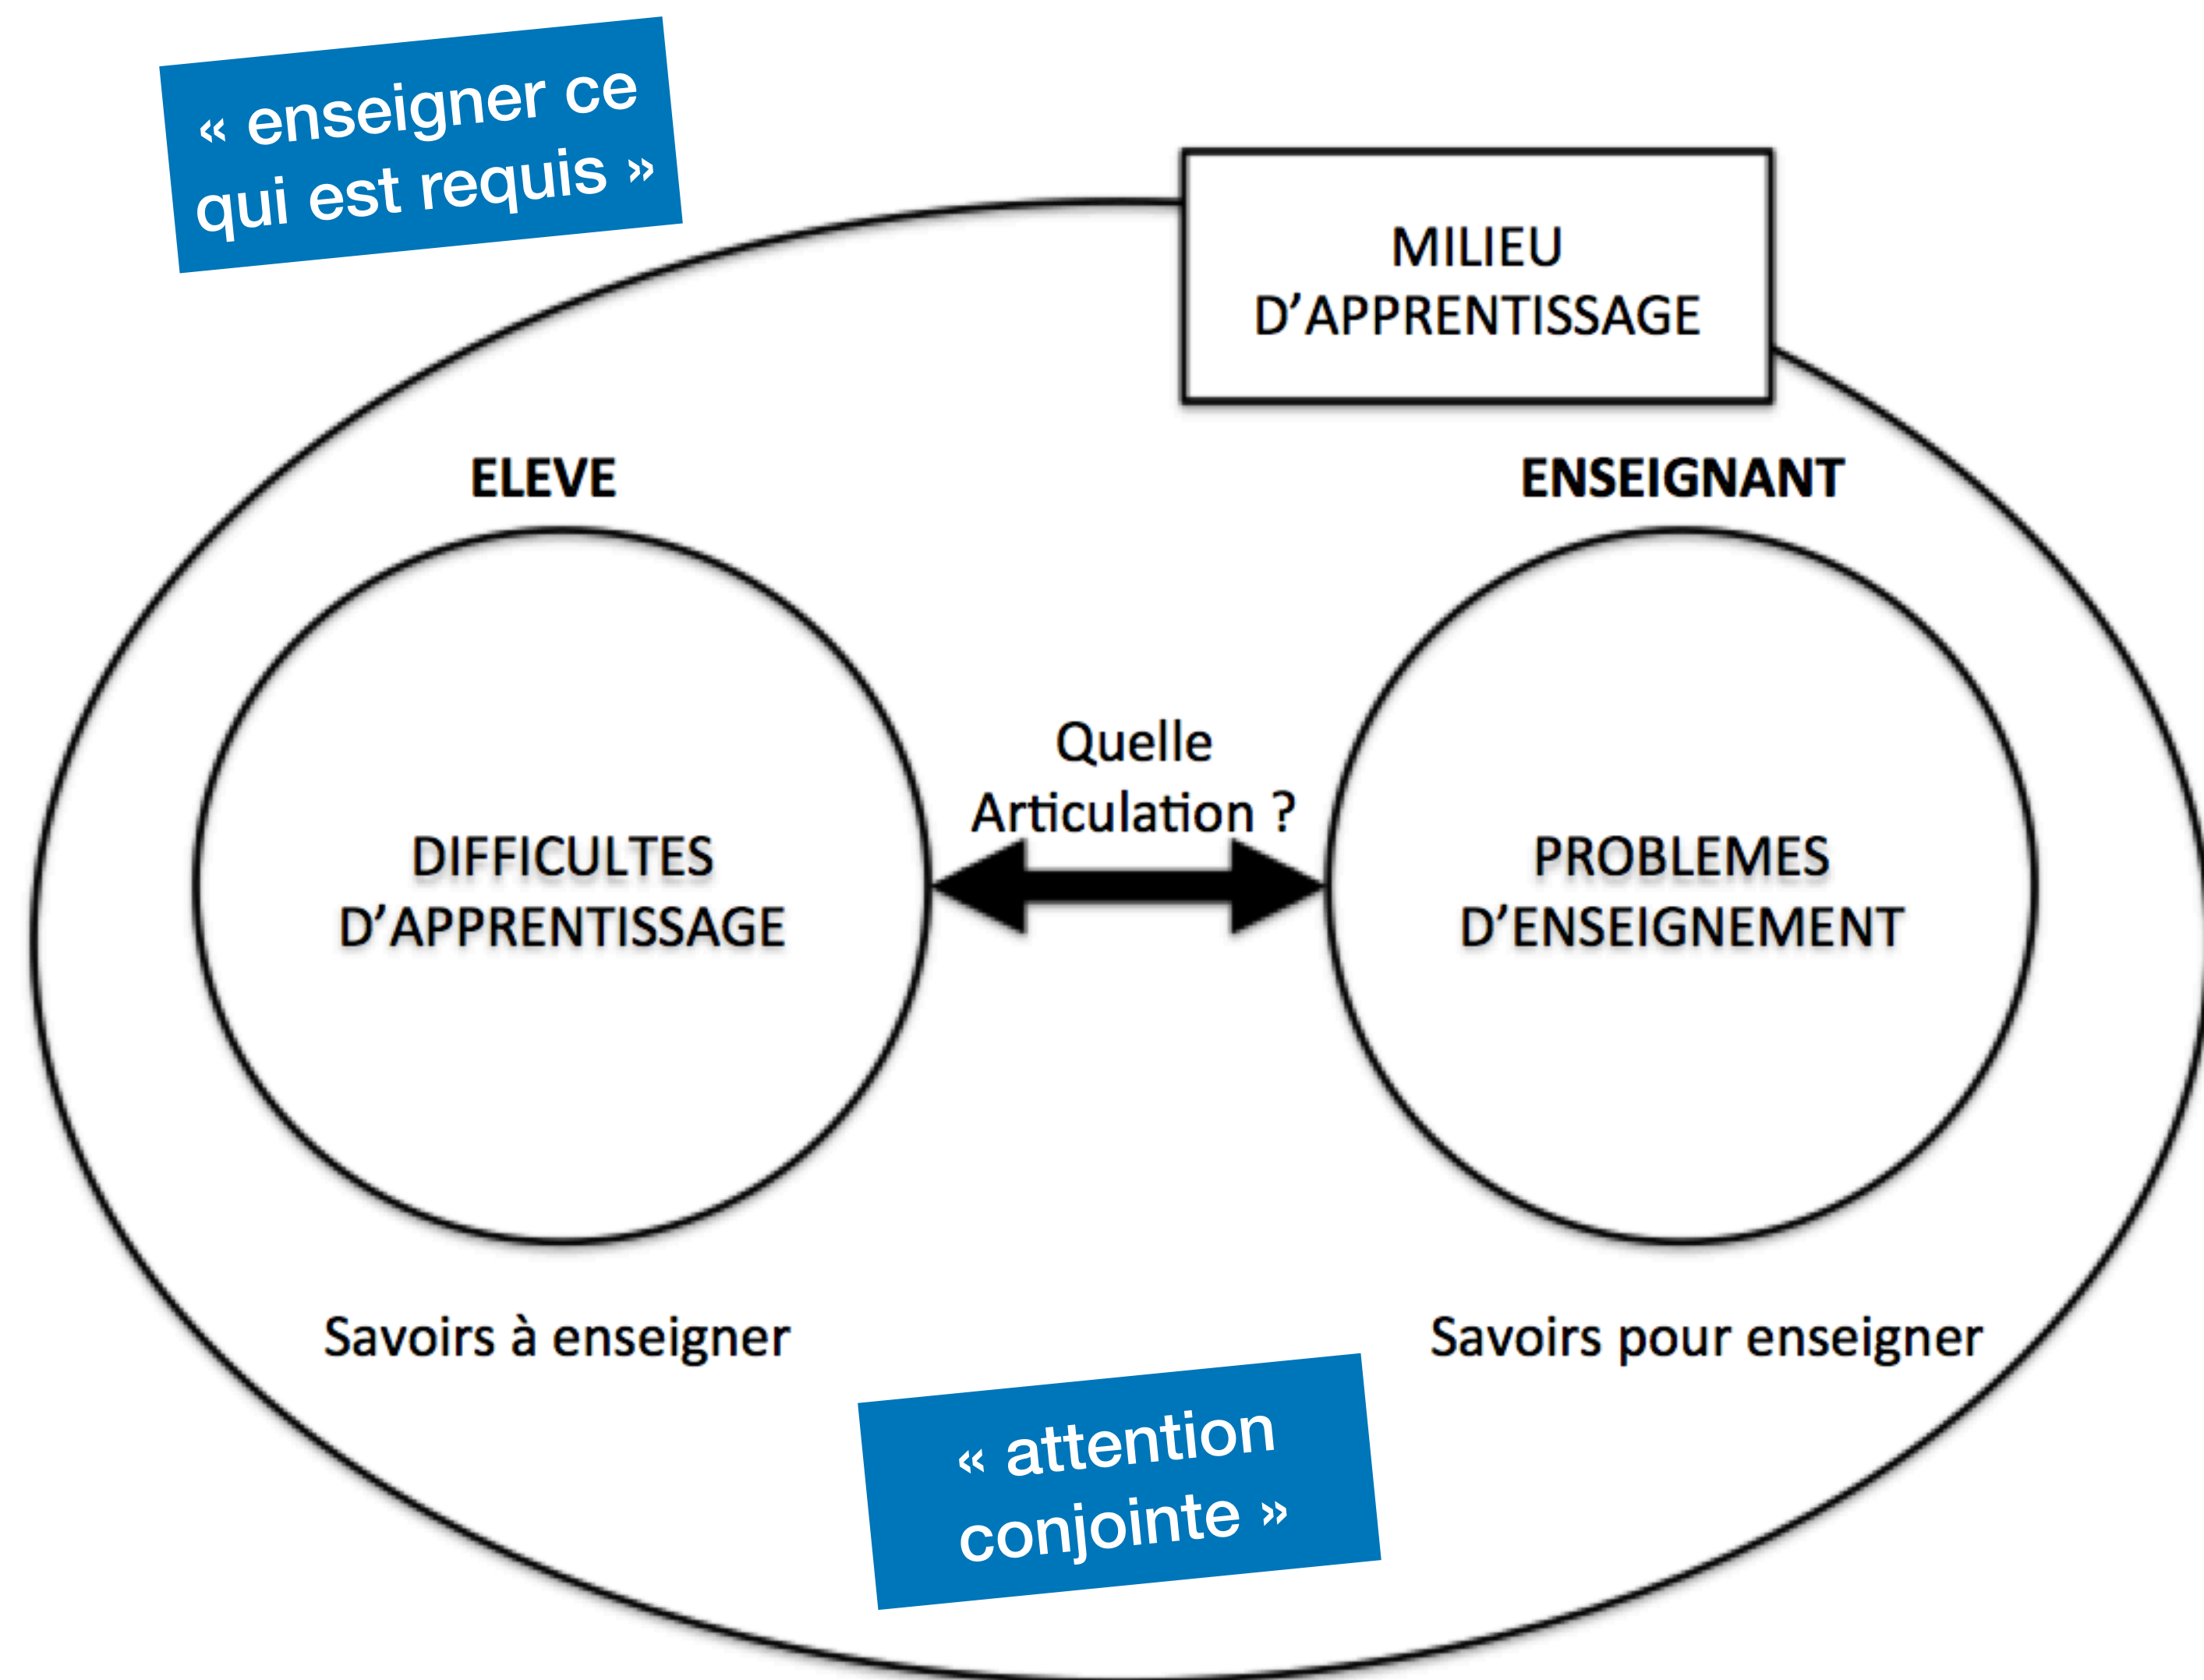 « enseigner ce
qui est requis »
MILIEU
D’APPRENTISSAGE
ELEVE
ENSEIGNANT
Quelle
Articulation ?
DIFFICULTES
D’APPRENTISSAGE
PROBLEMES
D’ENSEIGNEMENT
Savoirs à enseigner
Savoirs pour enseigner
« attention
conjointe »